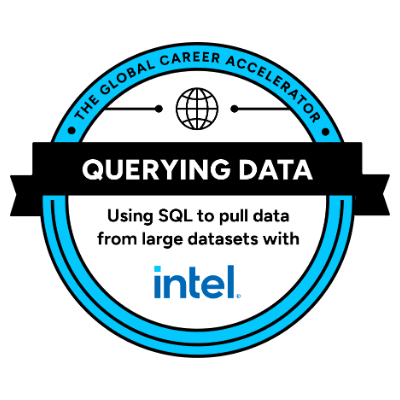 • THE GLOBAL CAREER ACCELERATOR •
QUERYING DATA
Using SQL to pull data
from large datasets with
intel®